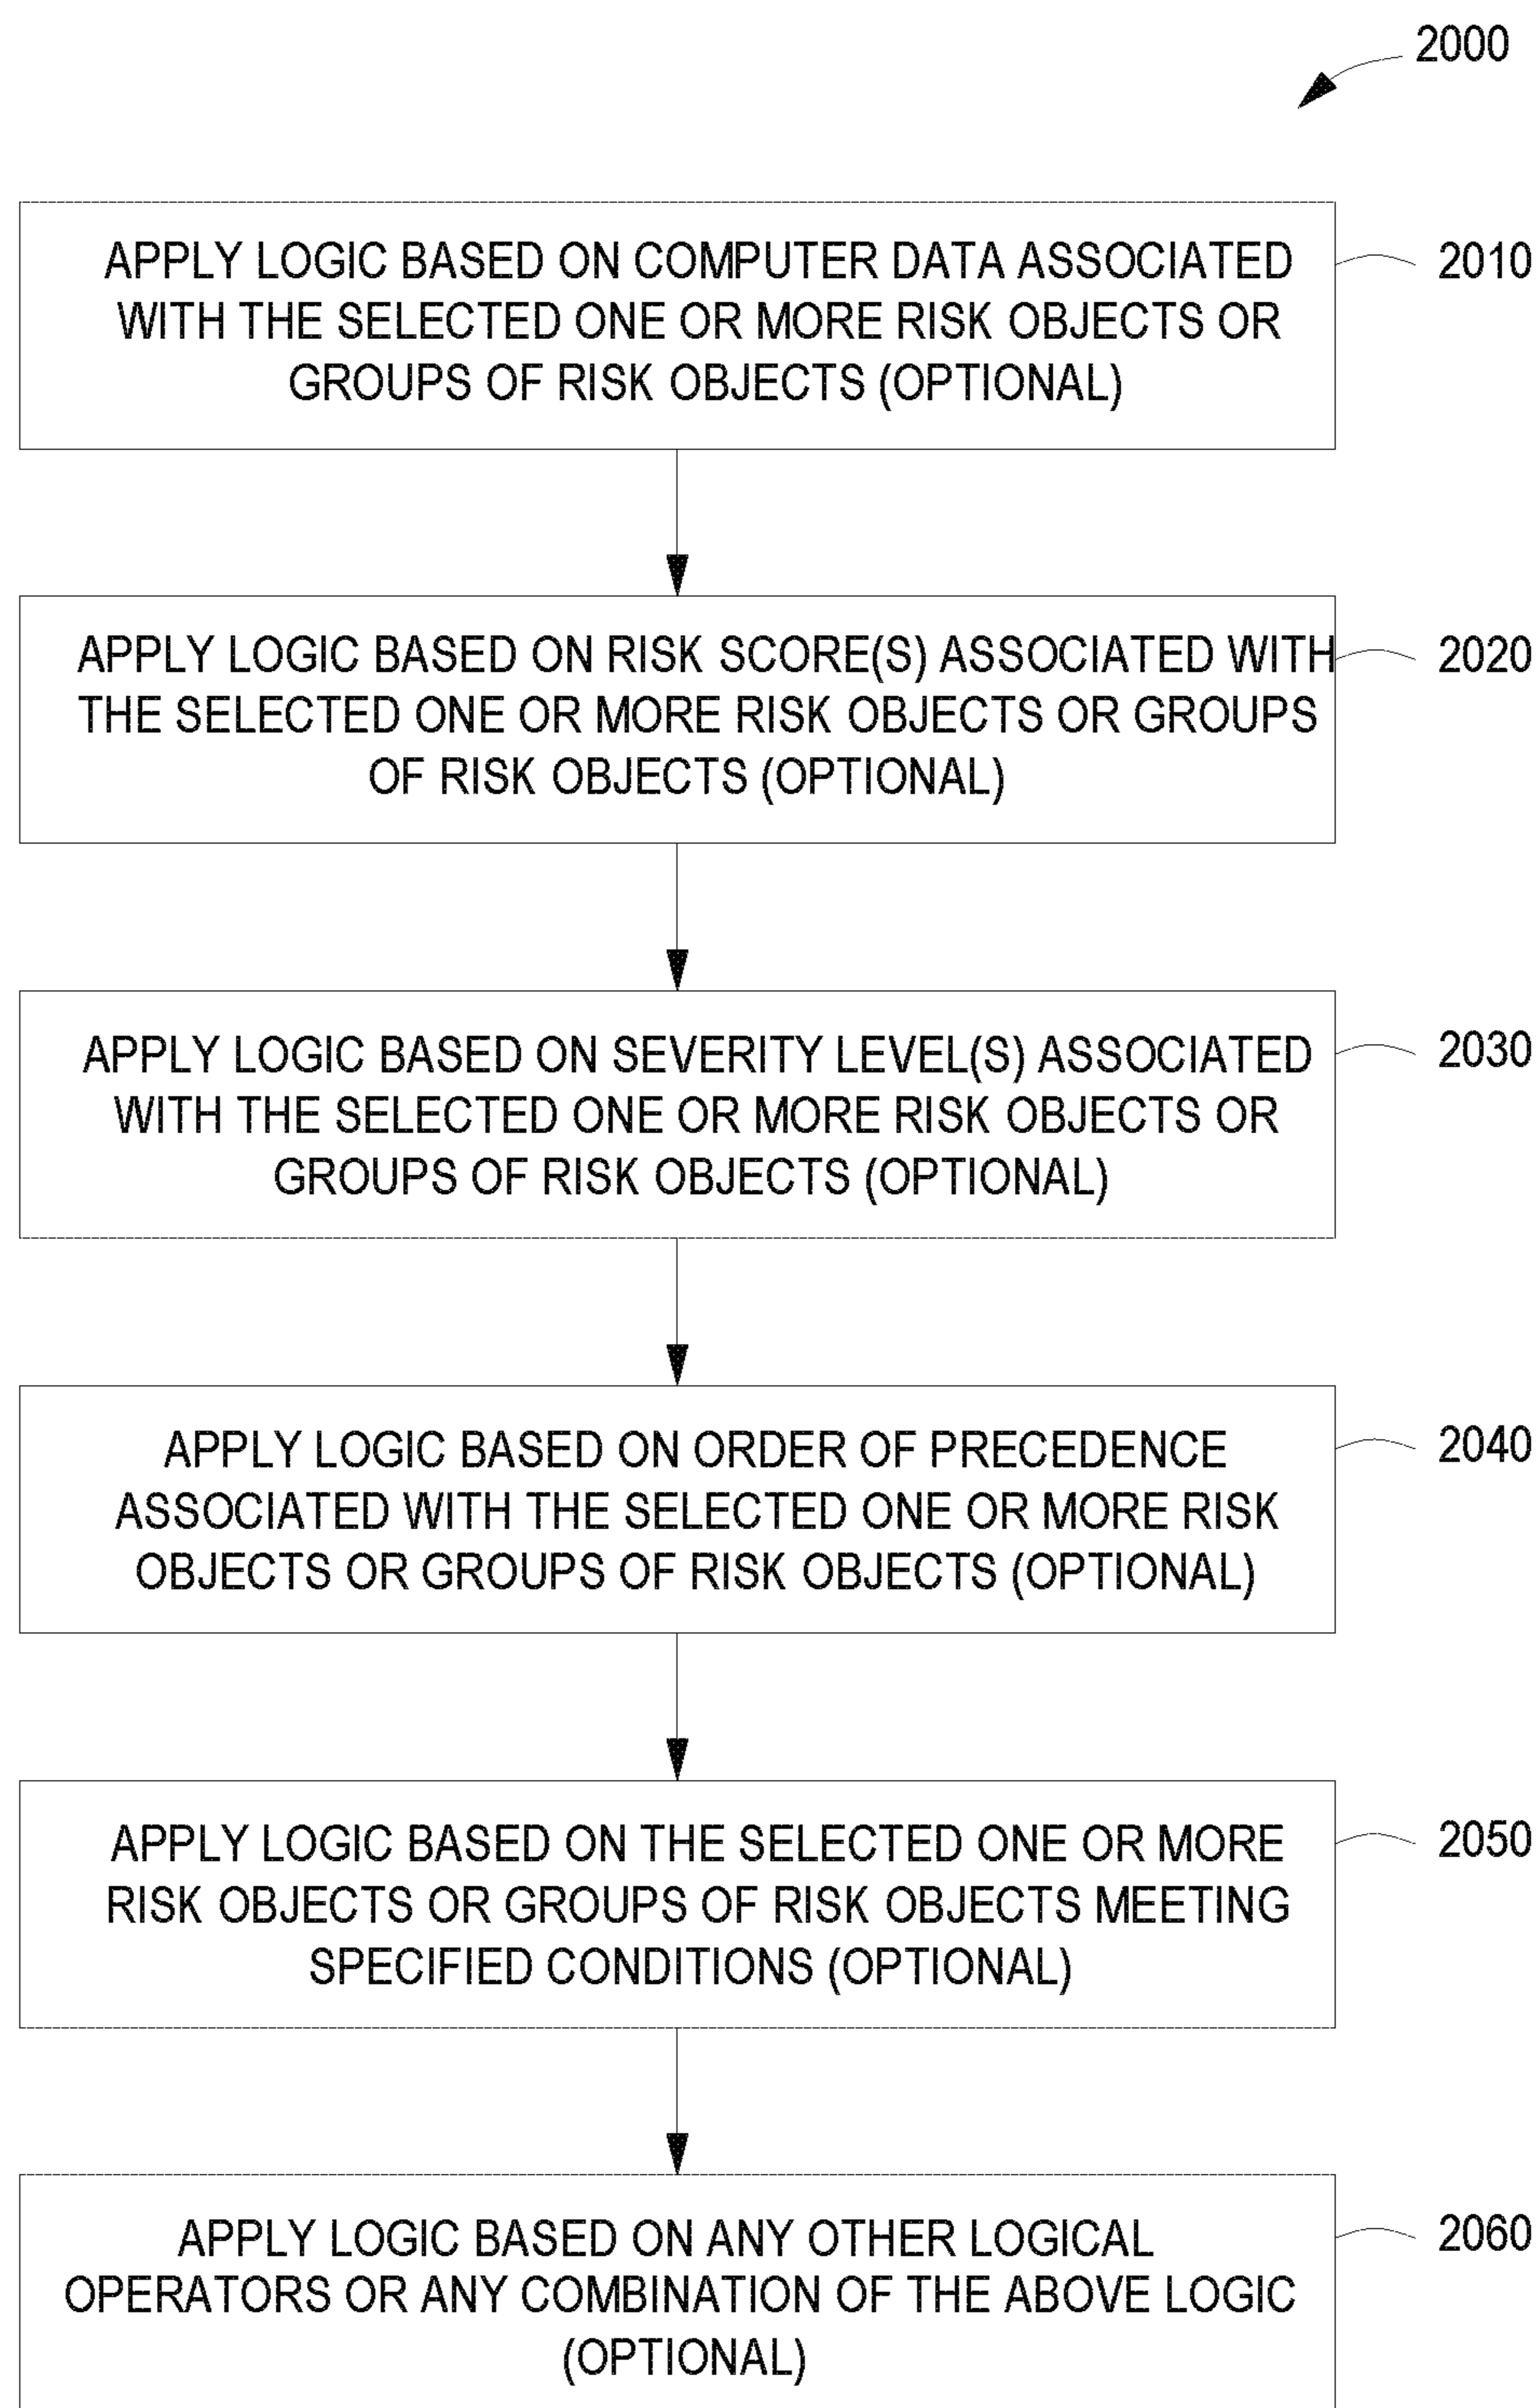 2000
APPLY LOGIC BASED ON COMPUTER DATA ASSOCIATED
WITH THE SELECTED ONE OR MORE RISK OBJECTS OR
GROUPS OF RISK OBJECTS (OPTIONAL)
2010
APPLY LOGIC BASED ON RISK SCORE(S) ASSOCIATED WITH
THE SELECTED ONE OR MORE RISK OBJECTS OR GROUPS
OF RISK OBJECTS (OPTIONAL)
2020
APPLY LOGIC BASED ON SEVERITY LEVEL(S) ASSOCIATED
WITH THE SELECTED ONE OR MORE RISK OBJECTS OR
GROUPS OF RISK OBJECTS (OPTIONAL)
2030
APPLY LOGIC BASED ON ORDER OF PRECEDENCE
ASSOCIATED WITH THE SELECTED ONE OR MORE RISK
OBJECTS OR GROUPS OF RISK OBJECTS (OPTIONAL)
2040
APPLY LOGIC BASED ON THE SELECTED ONE OR MORE
RISK OBJECTS OR GROUPS OF RISK OBJECTS MEETING
SPECIFIED CONDITIONS (OPTIONAL)
2050
APPLY LOGIC BASED ON ANY OTHER LOGICAL
OPERATORS OR ANY COMBINATION OF THE ABOVE LOGIC
(OPTIONAL)
2060